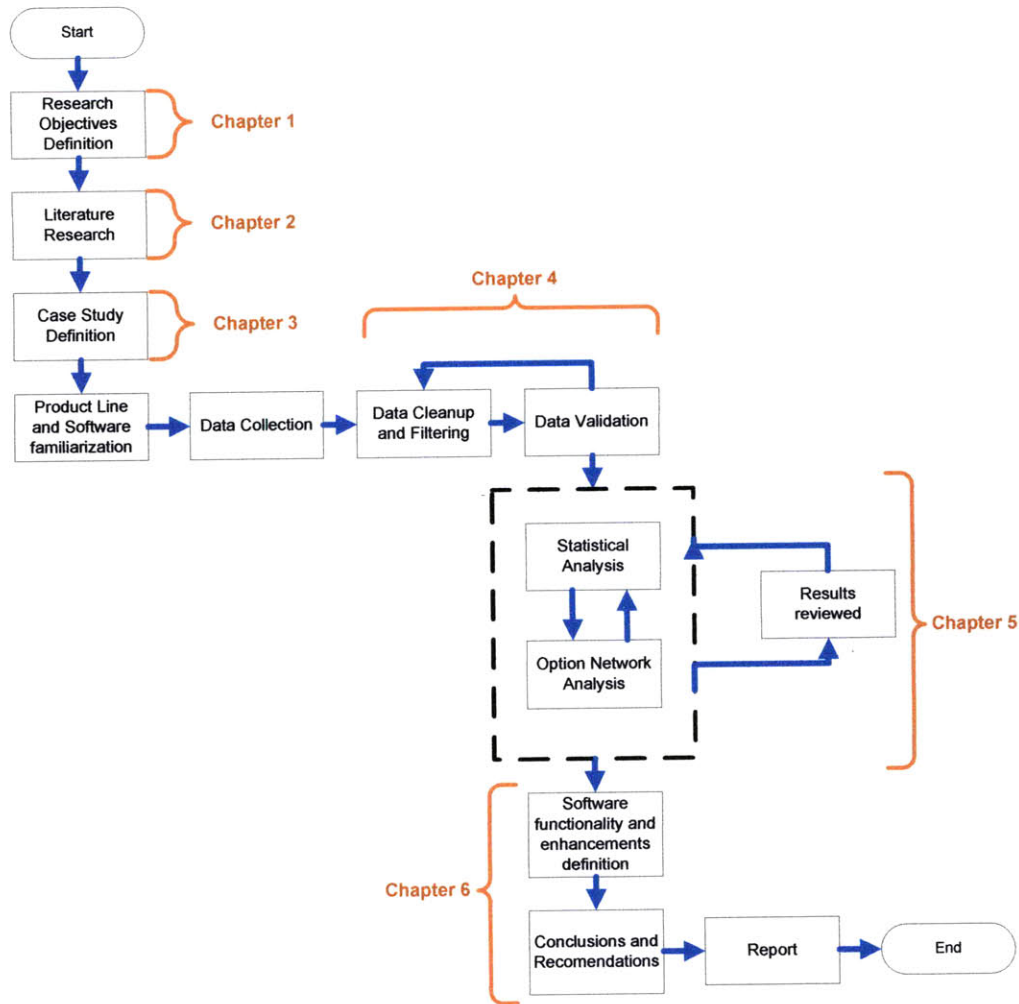 Start
Research
Objectives
Definition
Chapter 1
Literature
Research
Chapter 2
Case Study
Definition
Chapter 3
Chapter 4
Product Line
and Software
familiarization
Data Collection
Data Cleanup
and Filtering
Data Validation
Statistical
Analysis
Option Network
Analysis
Results
reviewed
Chapter 5
Software
functionality and
enhancements
definition
Chapter 6
Conclusions and
Recomendations
Report
End